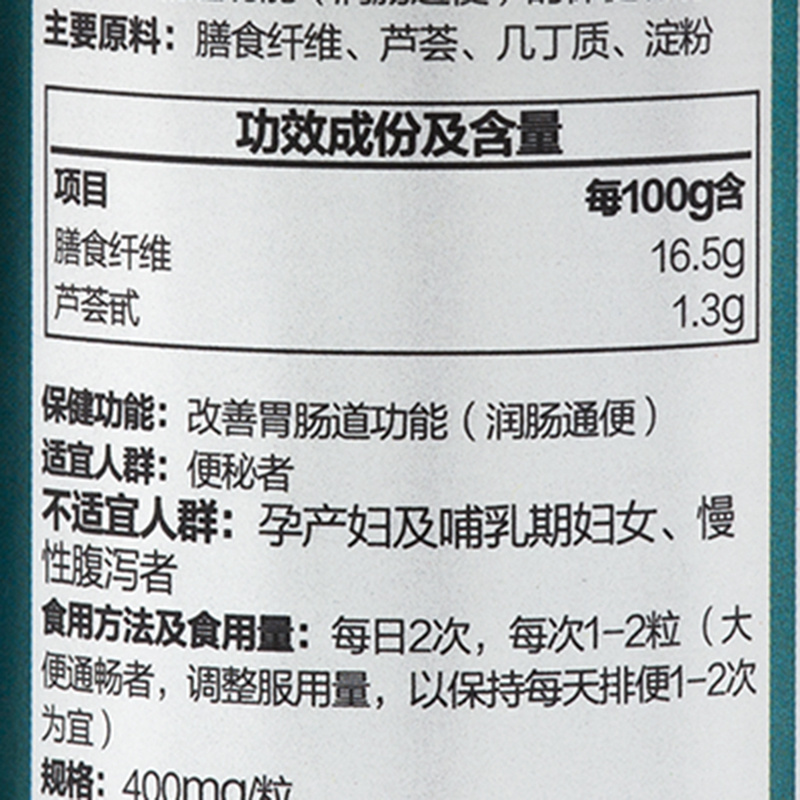 主要原料：膳食纤维、芦荟、几丁质、淀粉
功效成份及含量
项目 每100g含
膳食纤维 16.5g
芦荟甙 1.3g
保健功能：改善胃肠道功能（润肠通便）
适宜人群：便秘者
不适宜人群：孕产妇及哺乳期妇女、慢
性腹泻者
食用方法及食用量：每日2次，每次1-2粒（大
便通畅者，调整服用量，以保持每天排便1-2次
为宜）
规格：400mg/粒